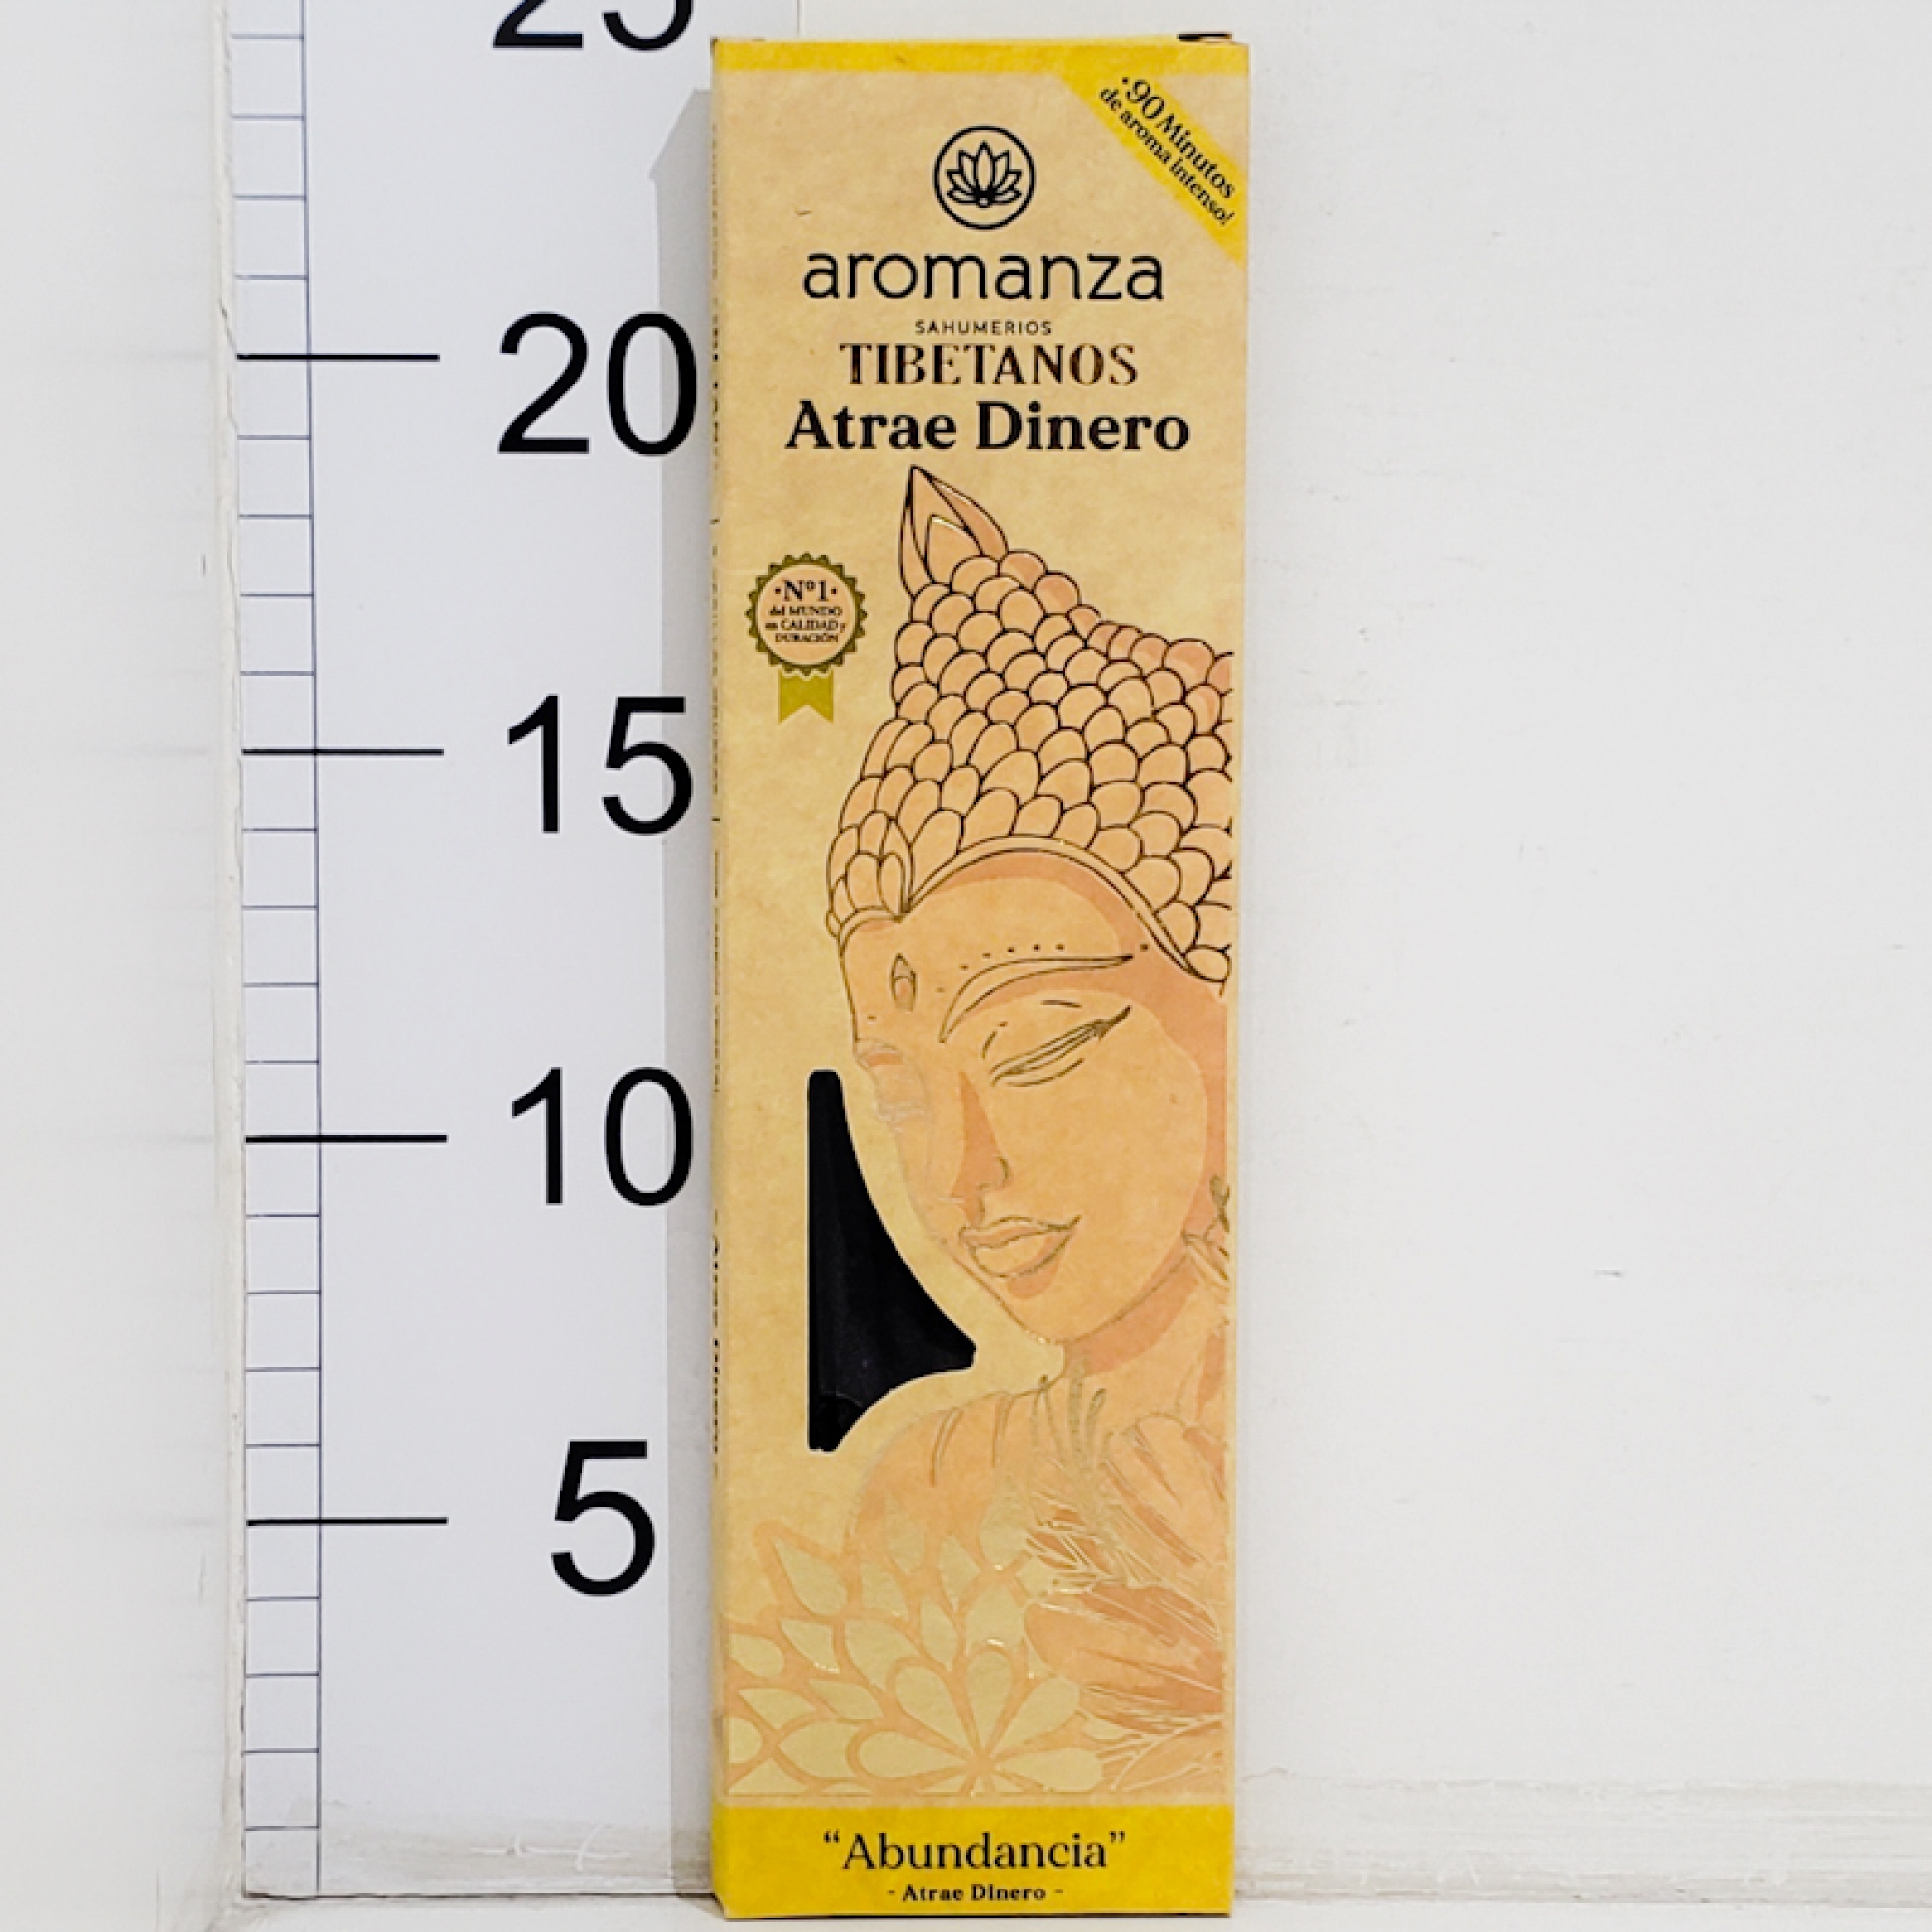 25
20
15
10
5
·90 Minutos
de aroma intenso!
aromanza
SAHUMERIOS
TIBETANOS
Atrae Dinero
·Nº1·
del MUNDO
en CALIDAD y
DURACIÓN
“Abundancia”
- Atrae Dinero -